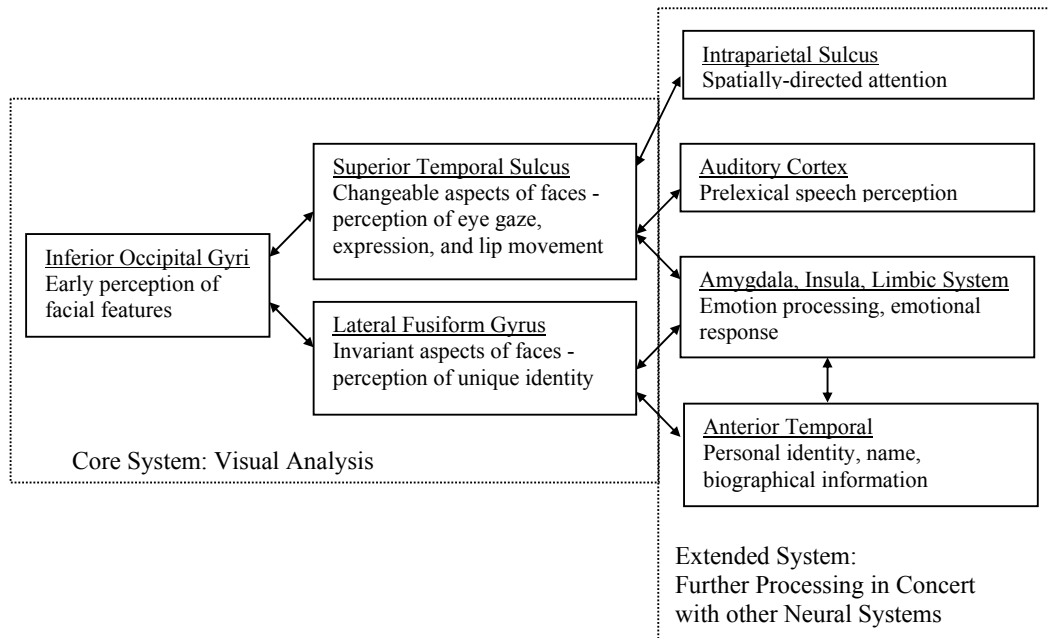 Intraparietal Sulcus
Spatially-directed attention
Superior Temporal Sulcus
Changeable aspects of faces -
perception of eye gaze,
expression, and lip movement
Auditory Cortex
Prelexical speech perception
Inferior Occipital Gyri
Early perception of
facial features
Amygdala, Insula, Limbic System
Emotion processing, emotional
response
Lateral Fusiform Gyrus
Invariant aspects of faces -
perception of unique identity
Anterior Temporal
Personal identity, name,
biographical information
Core System: Visual Analysis
Extended System:
Further Processing in Concert
with other Neural Systems